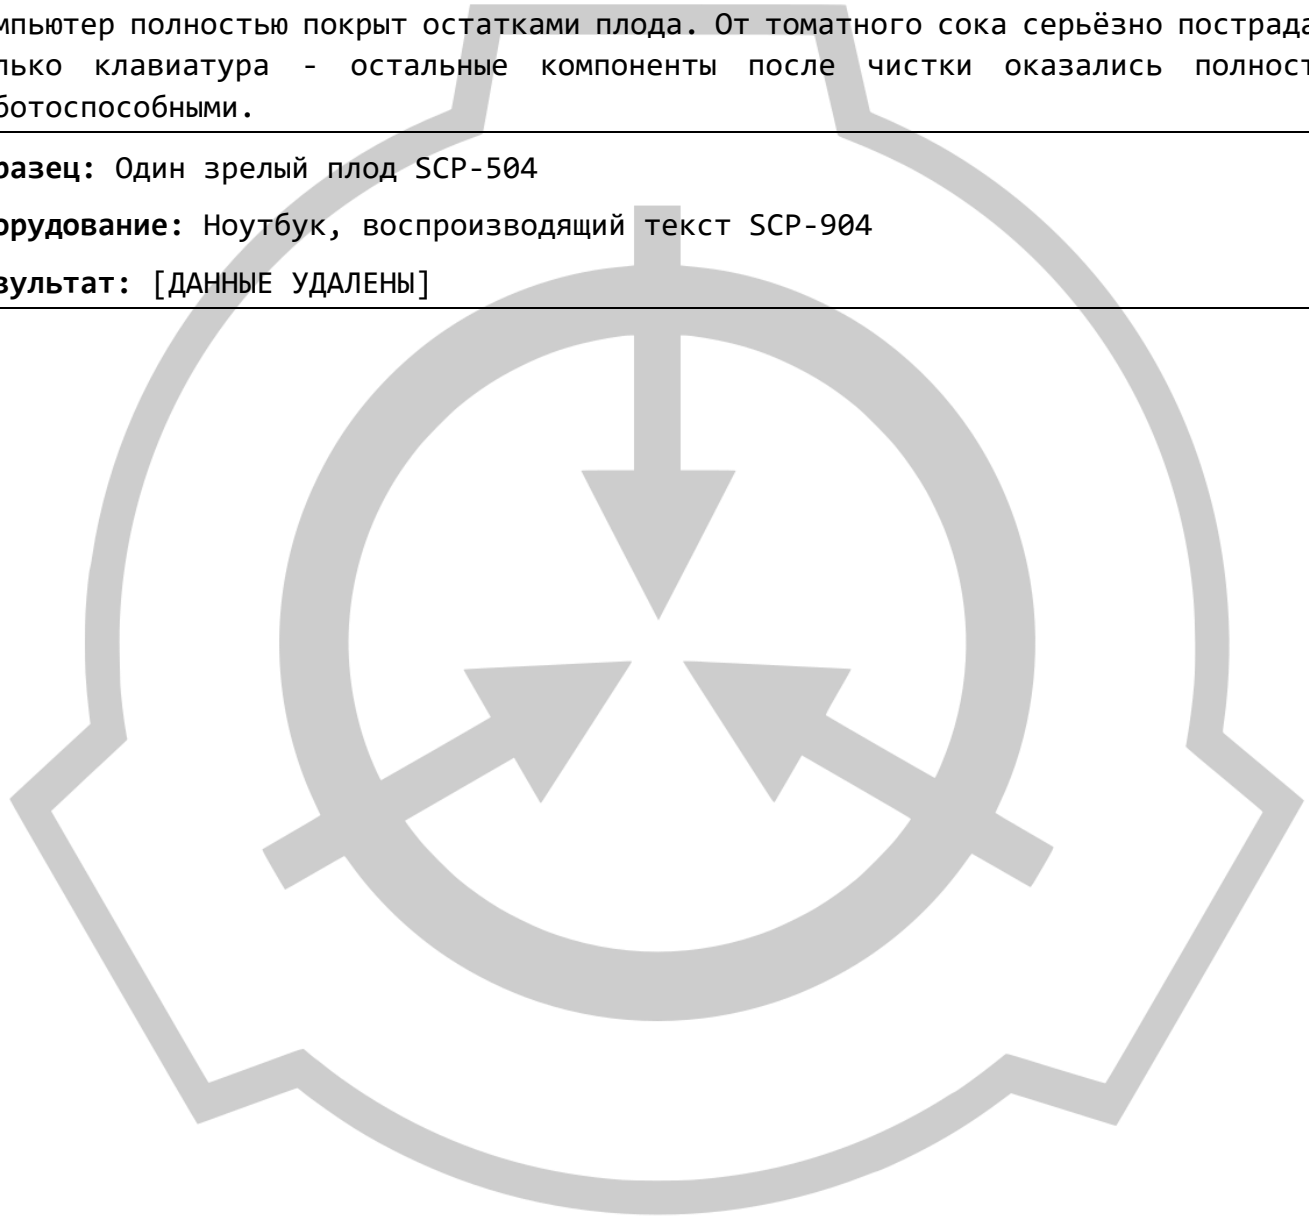 мпьютер полностью покрыт остатками плода. От томатного сока серьёзно пострада
лько клавиатура - остальные компоненты после чистки оказались полност
ботоспособными.
разец: Один зрелый плод SCP-504
орудование: Ноутбук, воспроизводящий текст SCP-904
зультат: [ДАННЫЕ УДАЛЕНЫ]